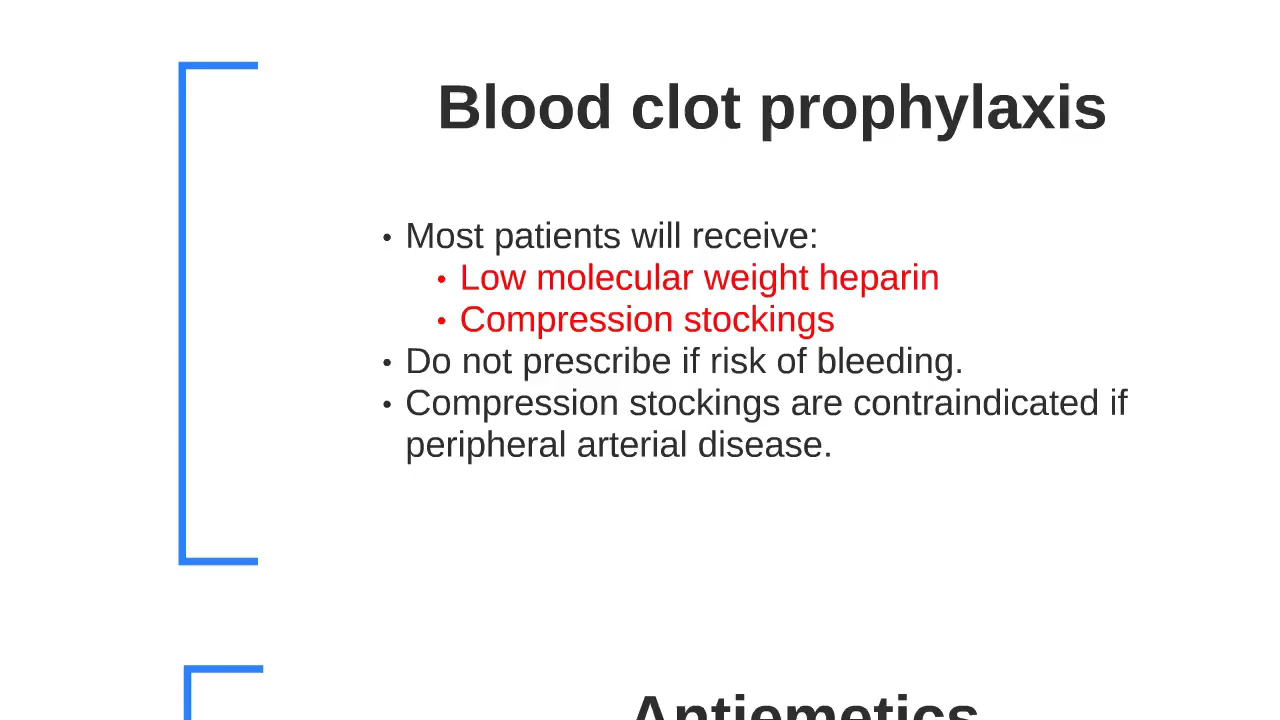 Blood clot prophylaxis
• Most patients will receive:
• Low molecular weight heparin
• Compression stockings
• Do not prescribe if risk of bleeding.
• Compression stockings are contraindicated if
peripheral arterial disease.
Antiemetics